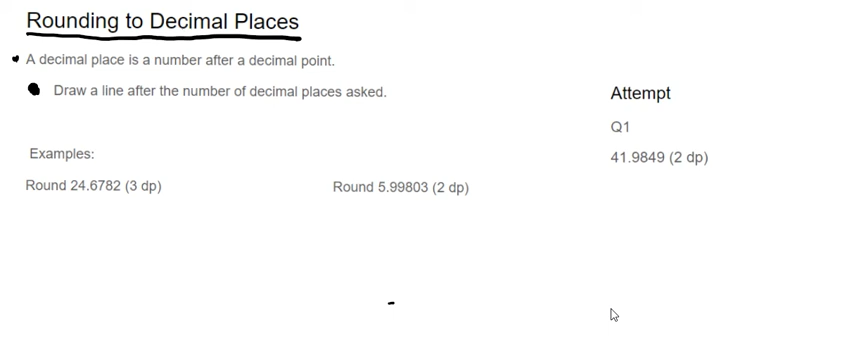 Rounding to Decimal Places
A decimal place is a number after a decimal point.
Draw a line after the number of decimal places asked.
Examples:
Round 24.6782 (3 dp)
Round 5.99803 (2 dp)
Attempt
Q1
41.9849 (2 dp)